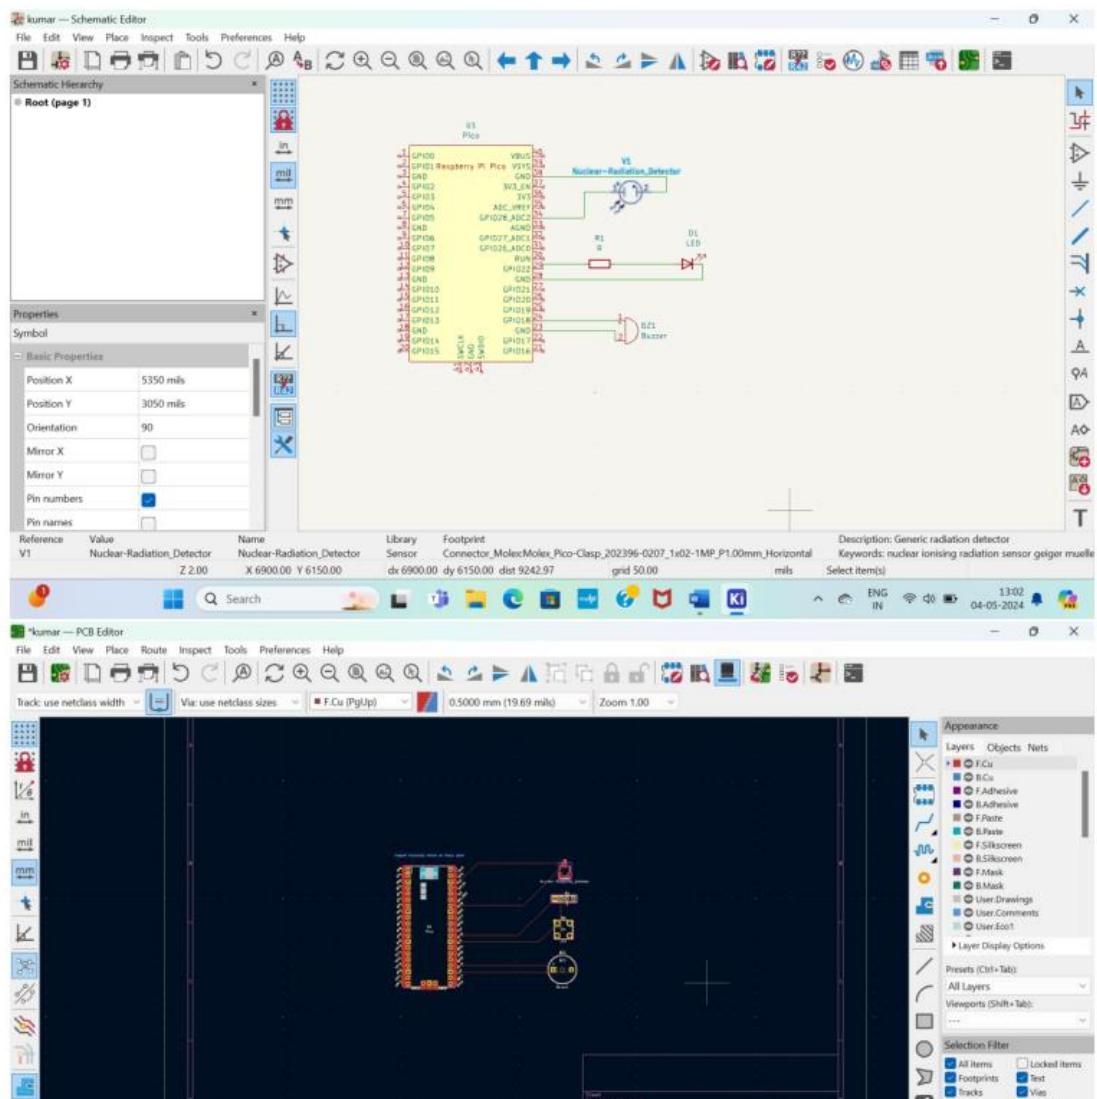 kumar — Schematic Editor
File Edit View Place Inspect Tools Preferences Help
Schematic Hierarchy
Root (page 1)
in
mil
mm
Properties
Symbol
Basic Properties
Position X 5350 mils
Position Y 3050 mils
Orientation 90
Mirror X
Mirror Y
Pin numbers
Pin names
Pico
Raspberry Pi Pico
GPIO0 VBUS
GPIO1 VSYS
GND GND
GPIO2 3V3_EN
GPIO3 3V3
GPIO4 ADC_VREF
GPIO5 GPIO28_ADC2
GND AGND
GPIO6 GPIO27_ADC1
GPIO7 GPIO26_ADC0
GPIO8 RUN
GPIO9 GPIO22
GND GND
GPIO10 GPIO21
GPIO11 GPIO20
GPIO12 GPIO19
GPIO13 GPIO18
GND GND
GPIO14 GPIO17
GPIO15 GPIO16
SWCLK GND SWDIO
V1
Nuclear-Radiation_Detector
R1
R
D1
LED
BZ1
Buzzer
Reference Value Name Library Footprint Description: Generic radiation detector
V1 Nuclear-Radiation_Detector Nuclear-Radiation_Detector Sensor Connector_Molex:Molex_Pico-Clasp_202396-0207_1x02-1MP_P1.00mm_Horizontal Keywords: nuclear ionising radiation sensor geiger muelle
Z 2.00 X 6900.00 Y 6150.00 dx 6900.00 dy 6150.00 dist 9242.97 grid 50.00 mils Select item(s)
Search
ENG
IN
13:02
04-05-2024
*kumar — PCB Editor
File Edit View Place Route Inspect Tools Preferences Help
Track: use netclass width Via: use netclass sizes F.Cu (PgUp) 0.5000 mm (19.69 mils) Zoom 1.00
in
mil
mm
Appearance
Layers Objects Nets
F.Cu
B.Cu
F.Adhesive
B.Adhesive
F.Paste
B.Paste
F.Silkscreen
B.Silkscreen
F.Mask
B.Mask
User.Drawings
User.Comments
User.Eco1
Layer Display Options
Presets (Ctrl+Tab):
All Layers
Viewports (Shift+Tab):
---
Selection Filter
All items Locked items
Footprints Text
Tracks Vias